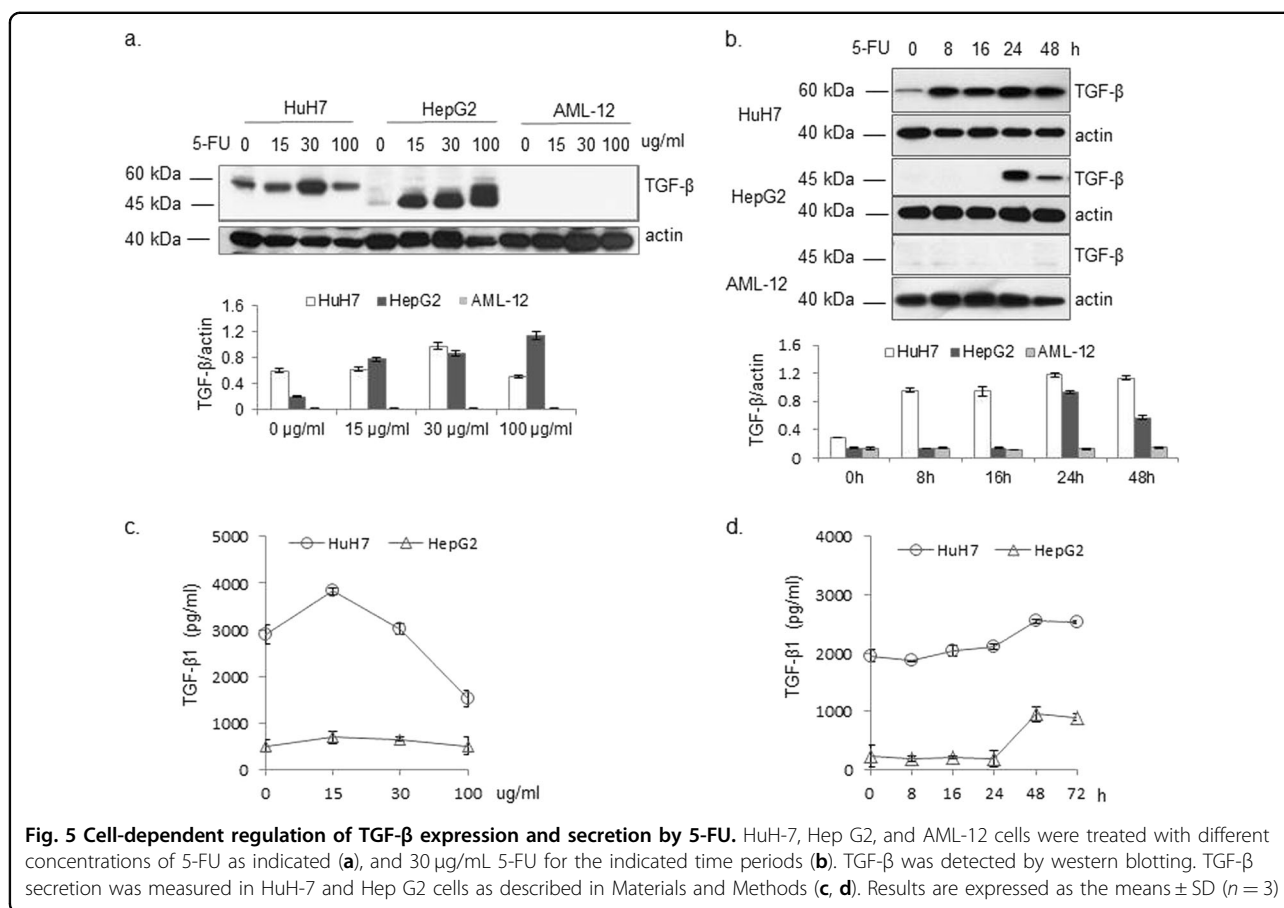 a.
HuH7 HepG2 AML-12
5-FU 0 15 30 100 0 15 30 100 0 15 30 100 ug/ml
60 kDa
TGF-β
45 kDa
40 kDa actin
HuH7 HepG2 AML-12
TGF-β/actin
1.6
1.2
0.8
0.4
0
0 µg/ml 15 µg/ml 30 µg/ml 100 µg/ml
b.
5-FU 0 8 16 24 48 h
60 kDa TGF-β
HuH7
40 kDa actin
45 kDa TGF-β
HepG2
40 kDa actin
45 kDa TGF-β
AML-12
40 kDa actin
HuH7 HepG2 AML-12
TGF-β/actin
1.6
1.2
0.8
0.4
0
0h 8h 16h 24h 48h
c.
HuH7 HepG2
TGF-β1 (pg/ml)
5000
4000
3000
2000
1000
0
0 15 30 100 ug/ml
d.
HuH7 HepG2
TGF-β1 (pg/ml)
4000
3000
2000
1000
0
0 8 16 24 48 72 h
Fig. 5 Cell-dependent regulation of TGF-β expression and secretion by 5-FU. HuH-7, Hep G2, and AML-12 cells were treated with different
concentrations of 5-FU as indicated (a), and 30 µg/mL 5-FU for the indicated time periods (b). TGF-β was detected by western blotting. TGF-β
secretion was measured in HuH-7 and Hep G2 cells as described in Materials and Methods (c, d). Results are expressed as the means ± SD (n = 3)